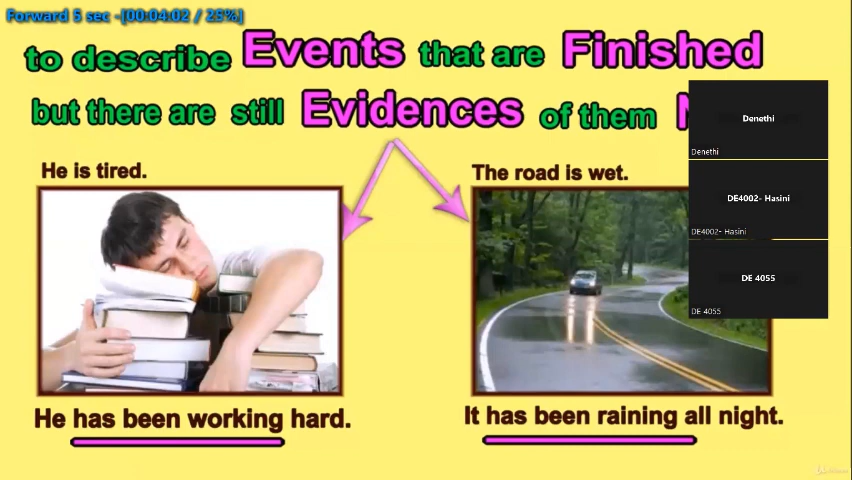 Forward 5 sec -[00:04:02 / 23%]
to describe Events that are Finished
but there are still Evidences of them
Denethi
Denethi
DE4002- Hasini
DE4002- Hasini
DE 4055
DE 4055
He is tired.
The road is wet.
He has been working hard.
It has been raining all night.